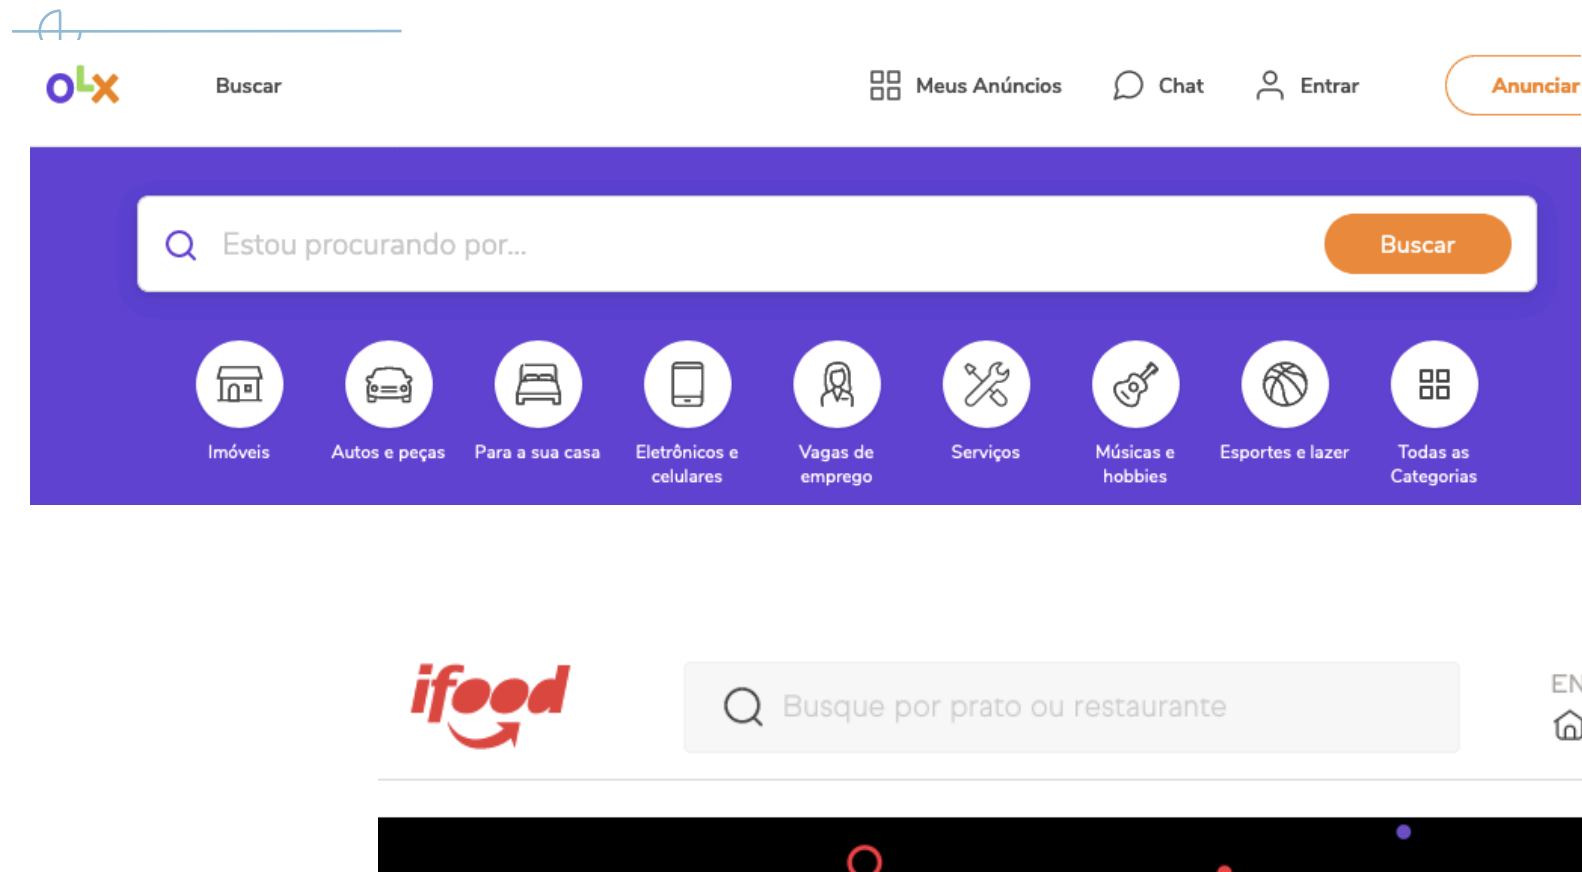 olx Buscar Meus Anúncios Chat Entrar Anunciar
Estou procurando por... Buscar
Imóveis Autos e peças Para a sua casa Eletrônicos e celulares Vagas de emprego Serviços Músicas e hobbies Esportes e lazer Todas as Categorias
ifood Busque por prato ou restaurante
EN